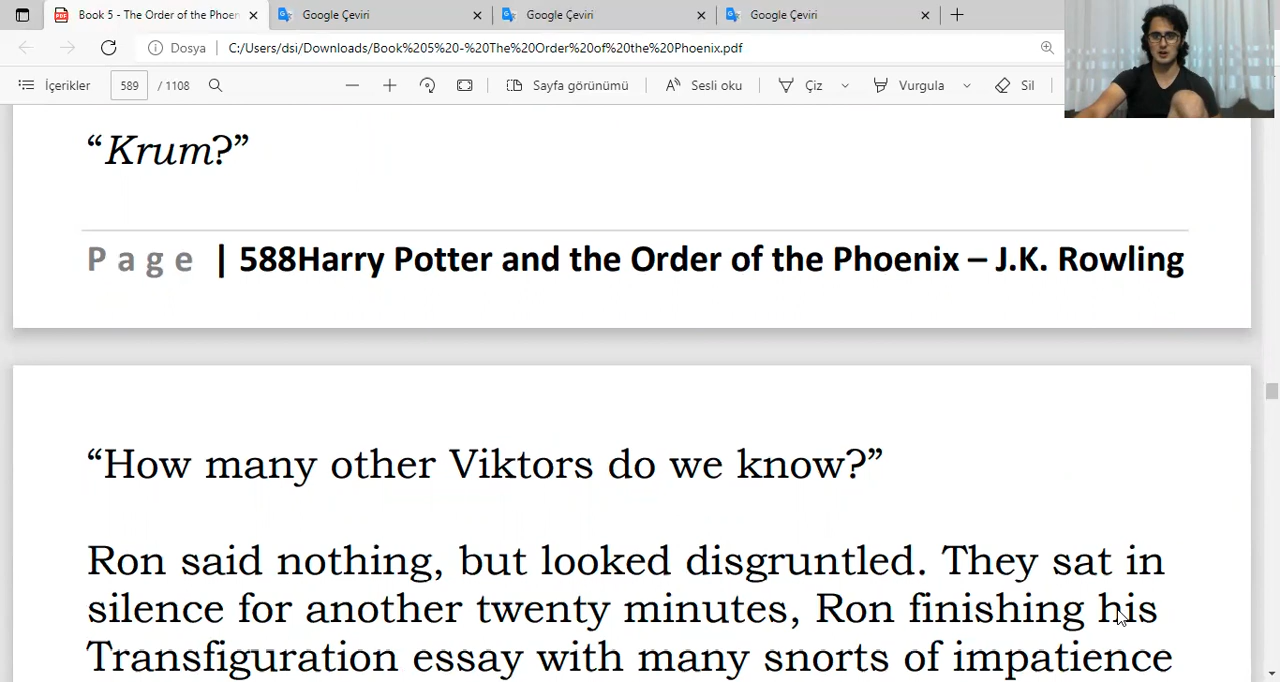 Book 5 - The Order of the Phoen
Google Çeviri
Google Çeviri
Google Çeviri
Dosya
C:/Users/dsi/Downloads/Book%205%20-%20The%20Order%20of%20the%20Phoenix.pdf
İçerikler
589 / 1108
Sayfa görünümü
Sesli oku
Çiz
Vurgula
Sil
“Krum?”
Page | 588Harry Potter and the Order of the Phoenix – J.K. Rowling
“How many other Viktors do we know?”
Ron said nothing, but looked disgruntled. They sat in
silence for another twenty minutes, Ron finishing his
Transfiguration essay with many snorts of impatience